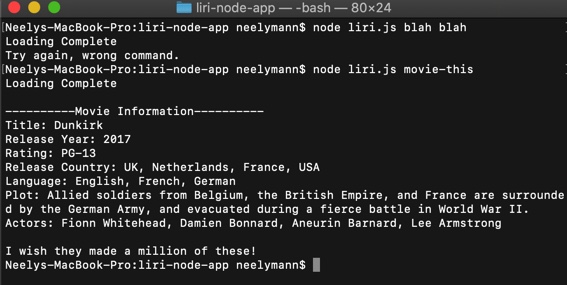 liri-node-app — -bash — 80×24
[Neelys-MacBook-Pro:liri-node-app neelymann$ node liri.js blah blah ]
Loading Complete
Try again, wrong command.
[Neelys-MacBook-Pro:liri-node-app neelymann$ node liri.js movie-this ]
Loading Complete
----------Movie Information----------
Title: Dunkirk
Release Year: 2017
Rating: PG-13
Release Country: UK, Netherlands, France, USA
Language: English, French, German
Plot: Allied soldiers from Belgium, the British Empire, and France are surrounde
d by the German Army, and evacuated during a fierce battle in World War II.
Actors: Fionn Whitehead, Damien Bonnard, Aneurin Barnard, Lee Armstrong
I wish they made a million of these!
Neelys-MacBook-Pro:liri-node-app neelymann$